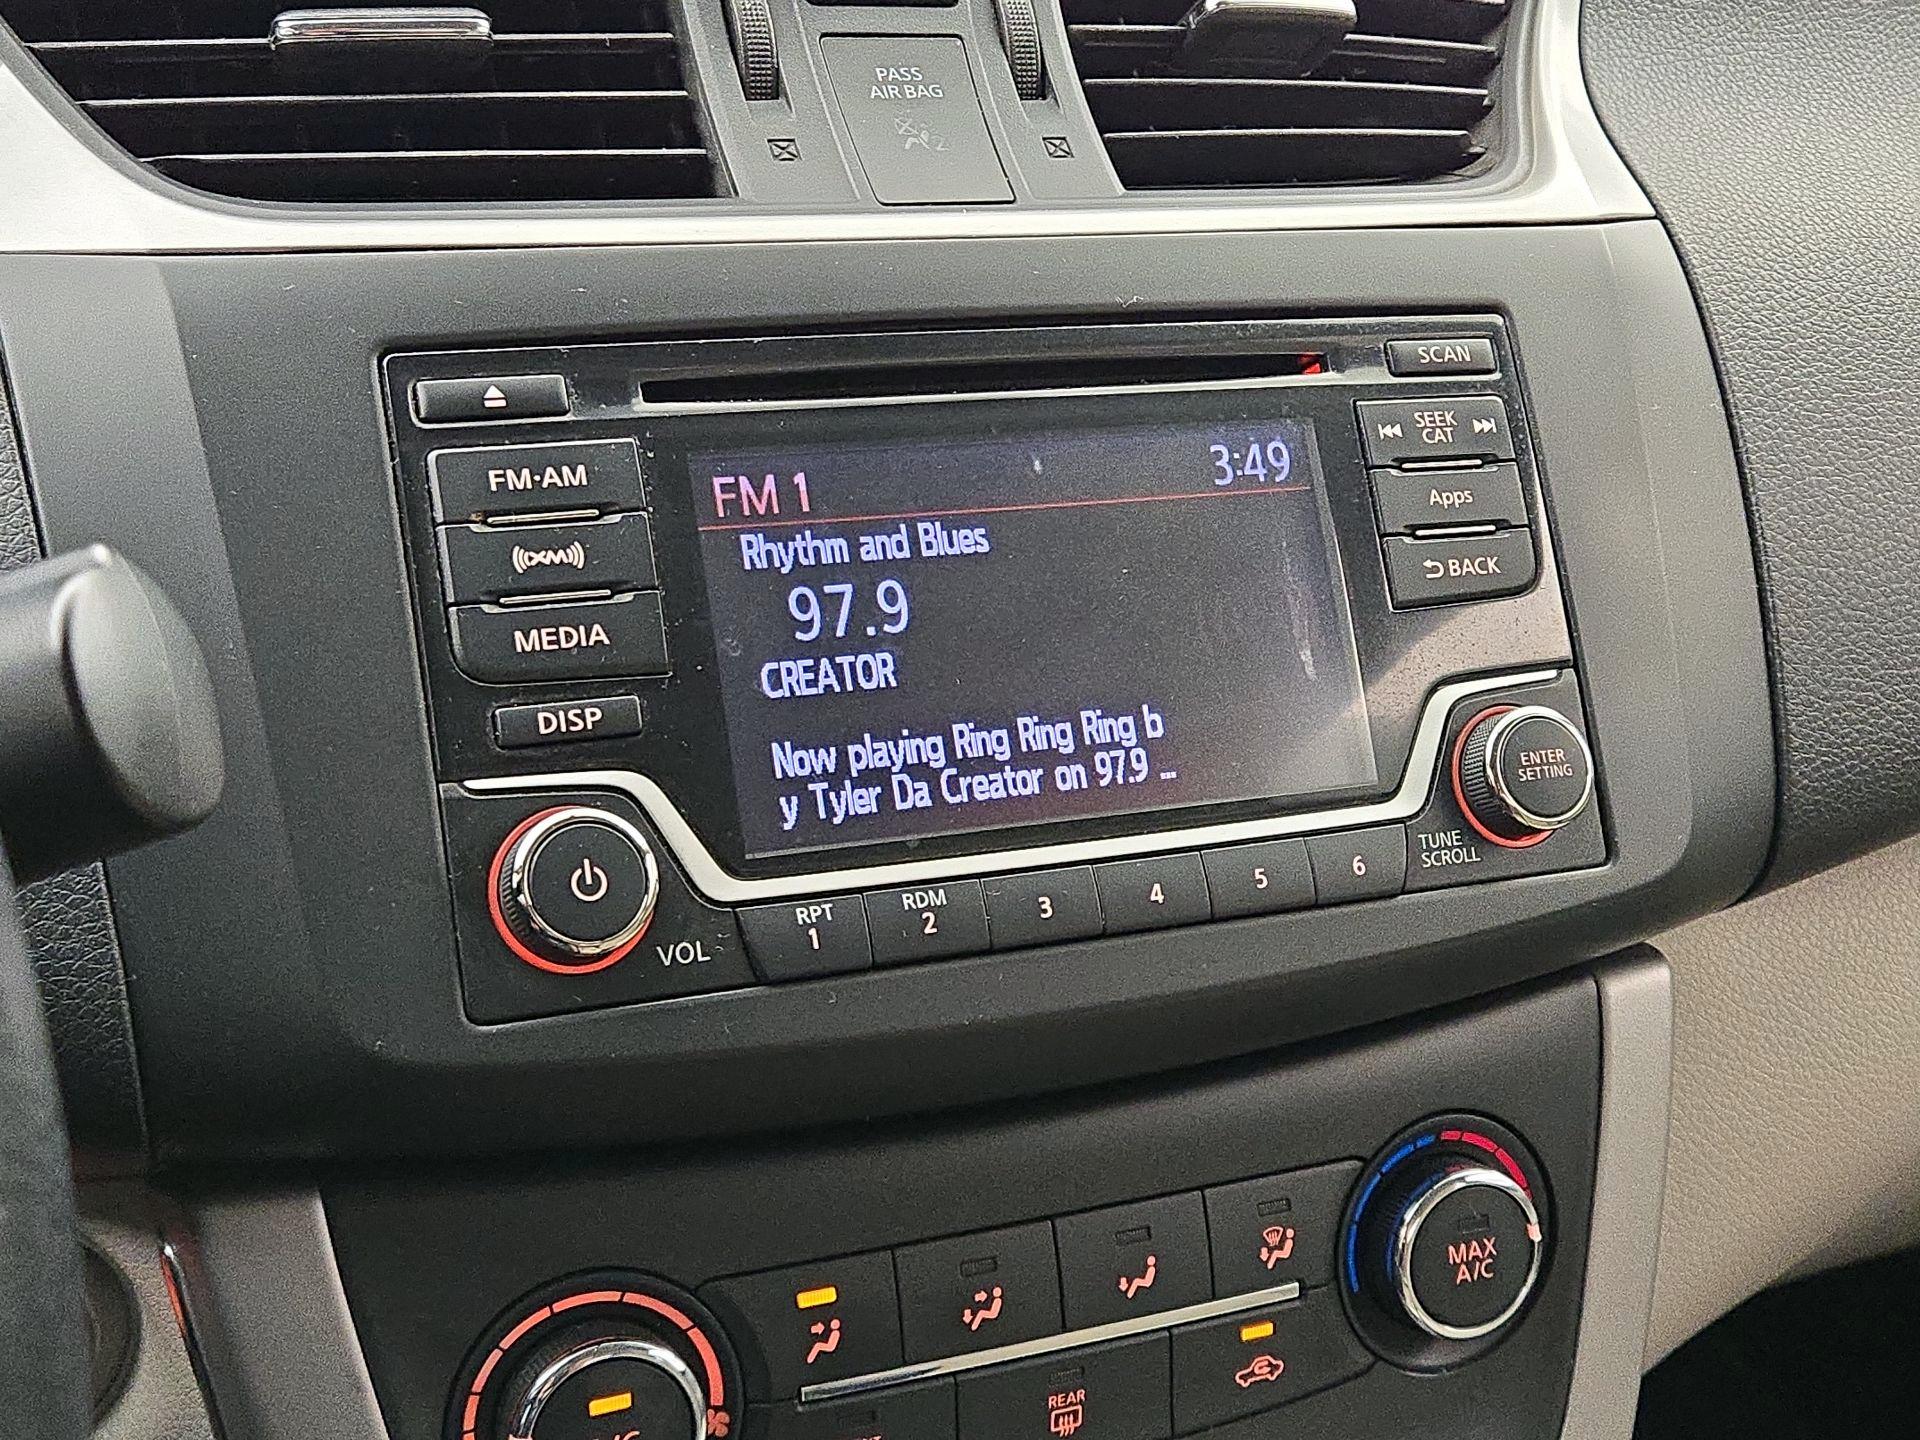 PASS
AIR BAG
2
SCAN
SEEK
CAT
FM·AM
FM 1
3:49
Apps
Rhythm and Blues
((XM))
97.9
BACK
MEDIA
CREATOR
DISP
Now playing Ring Ring Ring b
y Tyler Da Creator on 97.9 ...
ENTER
SETTING
TUNE
SCROLL
VOL
RPT
1
RDM
2
3
4
5
6
MAX
A/C
REAR
A/C